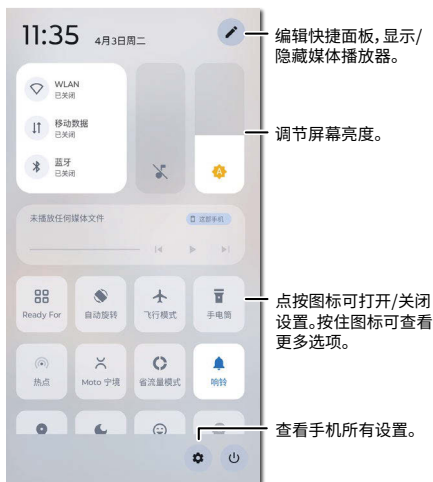 11:35 4月3日周二
编辑快捷面板，显示/
隐藏媒体播放器。
WLAN
已关闭
移动数据
已关闭
蓝牙
已关闭
调节屏幕亮度。
A
未播放任何媒体文件
这部手机
Ready For
自动旋转
飞行模式
手电筒
点按图标可打开/关闭
设置。按住图标可查看
更多选项。
热点
Moto 宁境
省流量模式
响铃
查看手机所有设置。